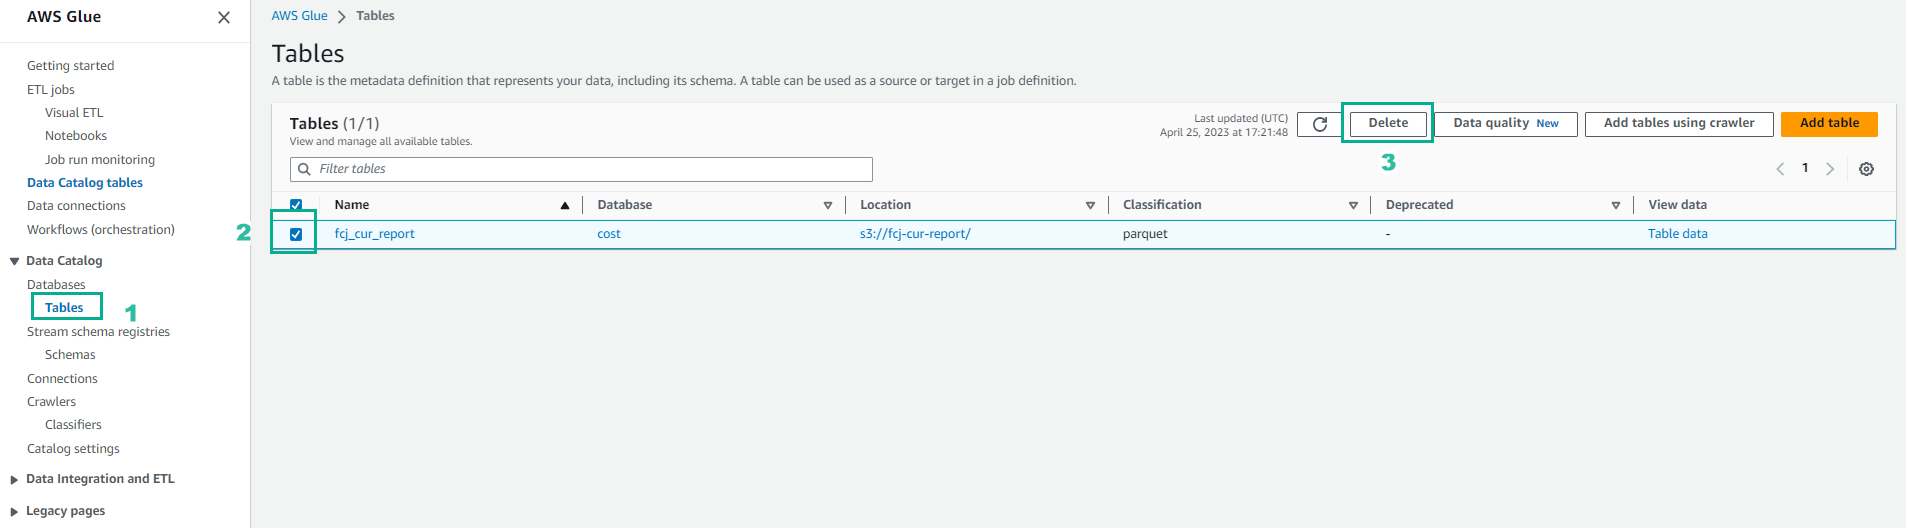 AWS Glue
Getting started
ETL jobs
Visual ETL
Notebooks
Job run monitoring
Data Catalog tables
Data connections
Workflows (orchestration)
Data Catalog
Databases
Tables
1
Stream schema registries
Schemas
Connections
Crawlers
Classifiers
Catalog settings
Data Integration and ETL
Legacy pages
AWS Glue Tables
Tables
A table is the metadata definition that represents your data, including its schema. A table can be used as a source or target in a job definition.
Tables (1/1)
View and manage all available tables.
Last updated (UTC)
April 25, 2023 at 17:21:48
Delete
Data quality New
Add tables using crawler
Add table
3
Filter tables
1
Name Database Location Classification Deprecated View data
2
fcj_cur_report cost s3://fcj-cur-report/ parquet - Table data